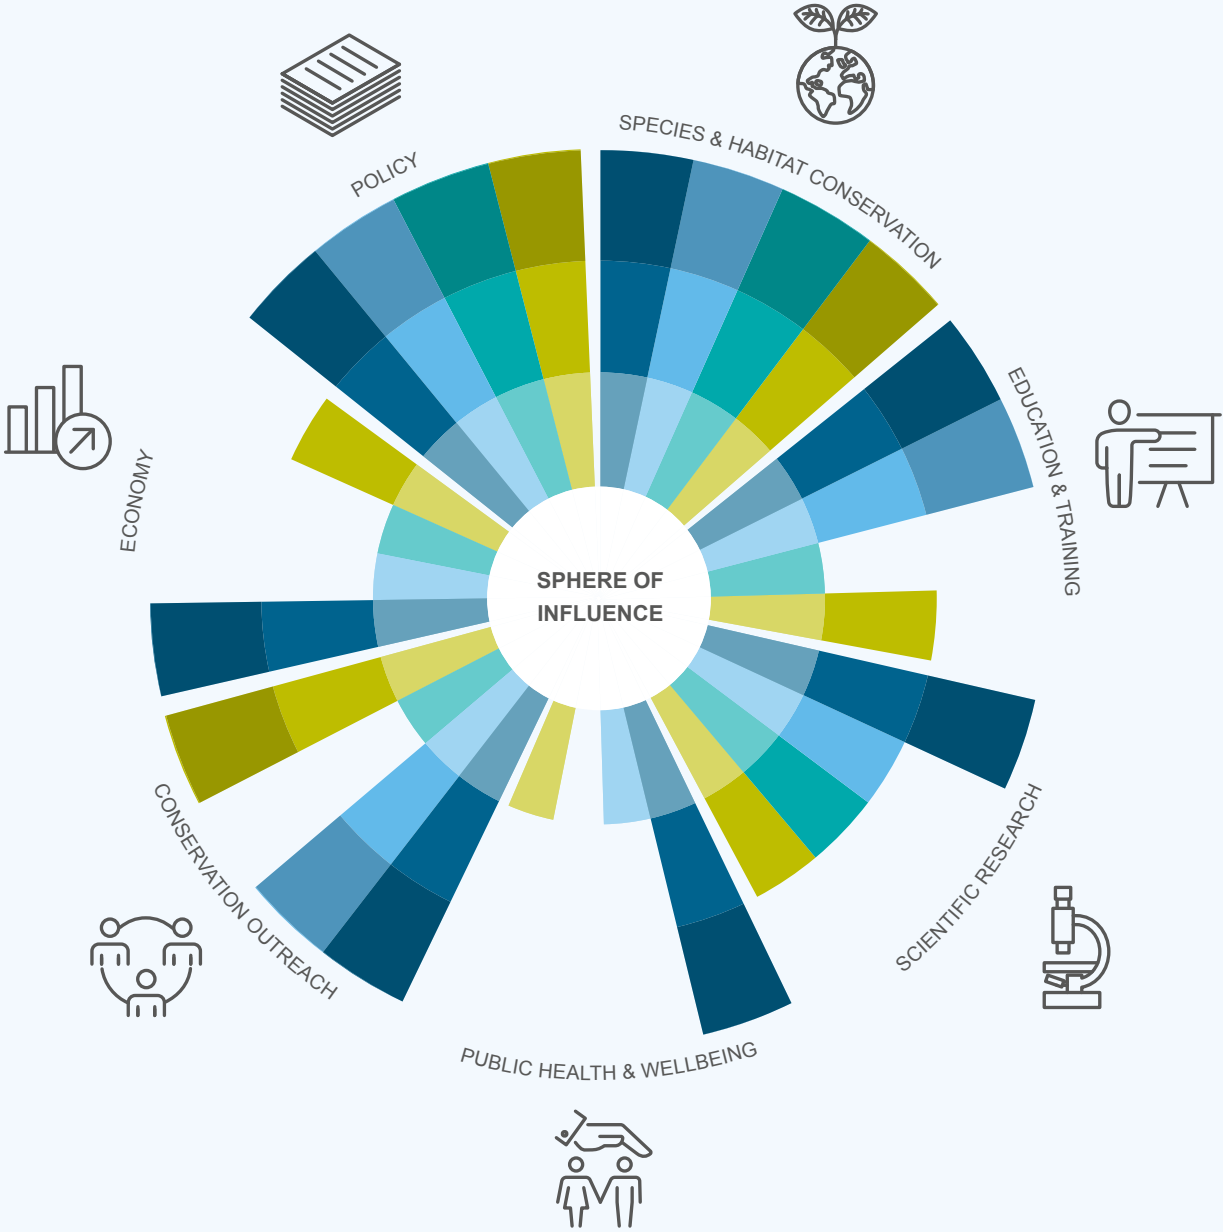 SPECIES & HABITAT CONSERVATION
POLICY
EDUCATION & TRAINING
ECONOMY
SPHERE OF
INFLUENCE
SCIENTIFIC RESEARCH
CONSERVATION OUTREACH
PUBLIC HEALTH & WELLBEING